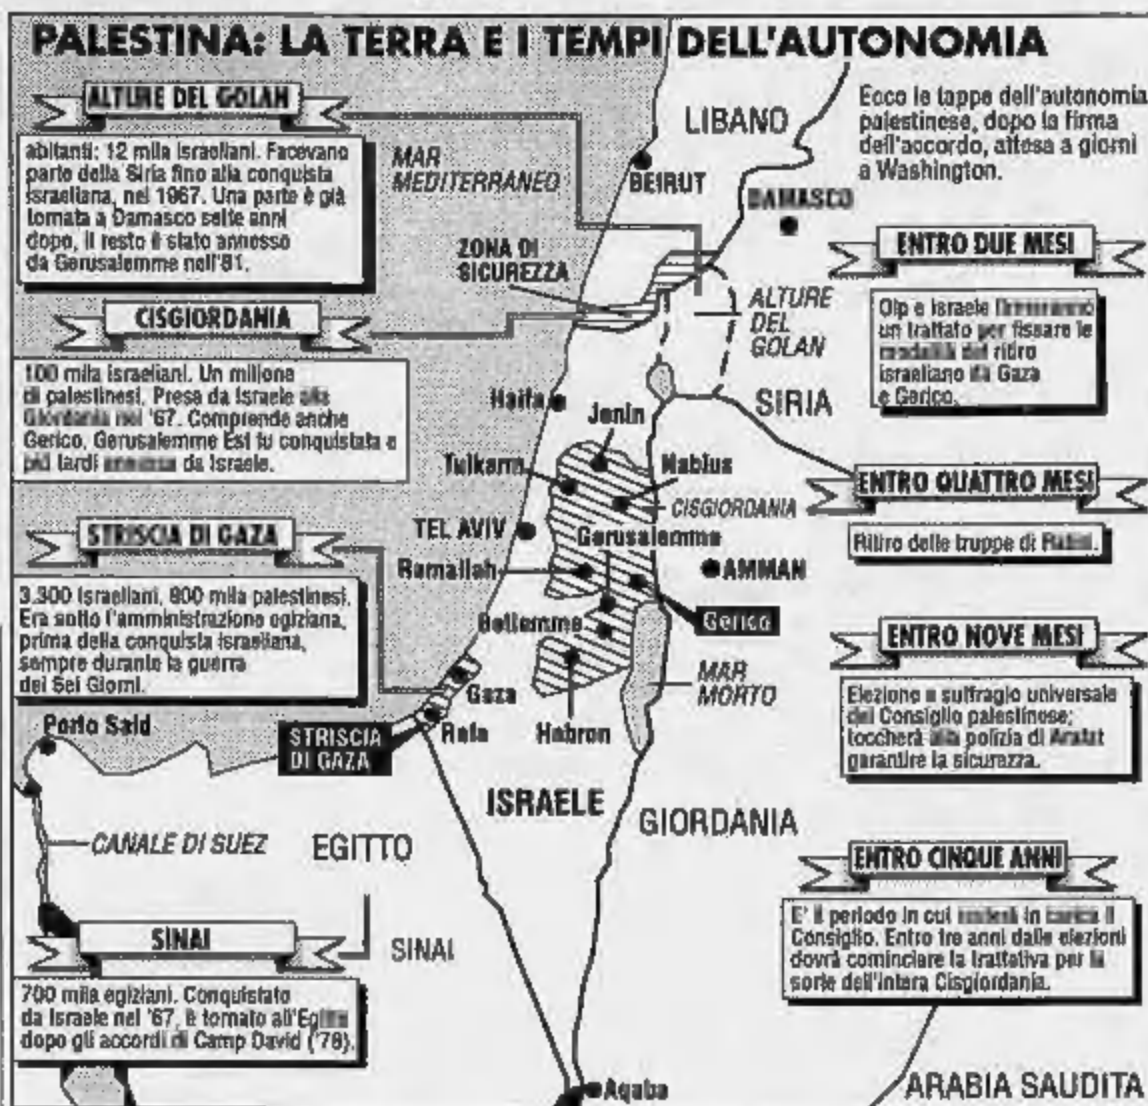 PALESTINA: LA TERRA E I TEMPI DELL'AUTONOMIA
ALTURE DEL GOLAN
abitanti: 12 mila israeliani. Facevano
parte della Siria fino alla conquista
israeliana, nel 1967. Una parte è già
tornata a Damasco sette anni
dopo, il resto è stato annesso
da Gerusalemme nell'81.
CISGIORDANIA
100 mila israeliani. Un milione
di palestinesi. Presa da Israele alla
Giordania nel '67. Comprende anche
Gerico. Gerusalemme Est fu conquistata e
più tardi annessa da Israele.
STRISCIA DI GAZA
3.300 israeliani, 800 mila palestinesi.
Era sotto l'amministrazione egiziana,
prima della conquista israeliana,
sempre durante la guerra
dei Sei Giorni.
SINAI
700 mila egiziani. Conquistato
da Israele nel '67, è tornato all'Egitto
dopo gli accordi di Camp David ('78).
MAR
MEDITERRANEO
LIBANO
BEIRUT
DAMASCO
ZONA DI
SICUREZZA
ALTURE
DEL
GOLAN
SIRIA
Haifa
Jenin
Tulkarm
Nablus
CISGIORDANIA
TEL AVIV
Gerusalemme
Ramallah
AMMAN
Gerico
Betlemme
MAR
MORTO
Gaza
Rafa
Hebron
STRISCIA
DI GAZA
Porto Said
ISRAELE
GIORDANIA
CANALE DI SUEZ
EGITTO
SINAI
Aqaba
ARABIA SAUDITA
Ecco le tappe dell'autonomia
palestinese, dopo la firma
dell'accordo, attesa a giorni
a Washington.
ENTRO DUE MESI
Olp e Israele firmeranno
un trattato per fissare le
modalità del ritiro
israeliano da Gaza
e Gerico.
ENTRO QUATTRO MESI
Ritiro delle truppe di Rabin.
ENTRO NOVE MESI
Elezione a suffragio universale
del Consiglio palestinese;
toccherà alla polizia di Arafat
garantire la sicurezza.
ENTRO CINQUE ANNI
E' il periodo in cui resterà in carica il
Consiglio. Entro tre anni dalle elezioni
dovrà cominciare la trattativa per la
sorte dell'intera Cisgiordania.